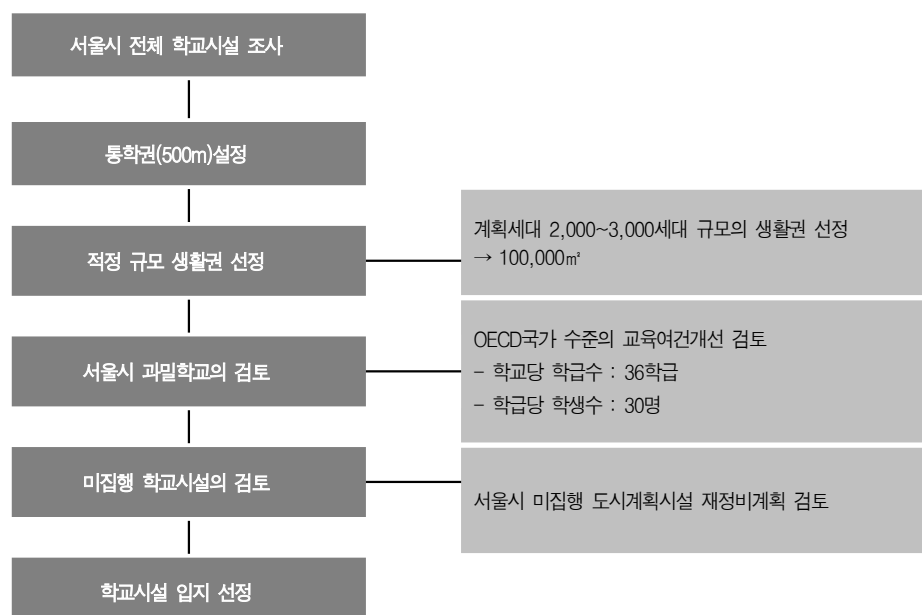 서울시 전체 학교시설 조사
통학권(500m)설정
적정 규모 생활권 선정
계획세대 2,000~3,000세대 규모의 생활권 선정
→ 100,000㎡
서울시 과밀학교의 검토
OECD국가 수준의 교육여건개선 검토
- 학교당 학급수 : 36학급
- 학급당 학생수 : 30명
미집행 학교시설의 검토
서울시 미집행 도시계획시설 재정비계획 검토
학교시설 입지 선정